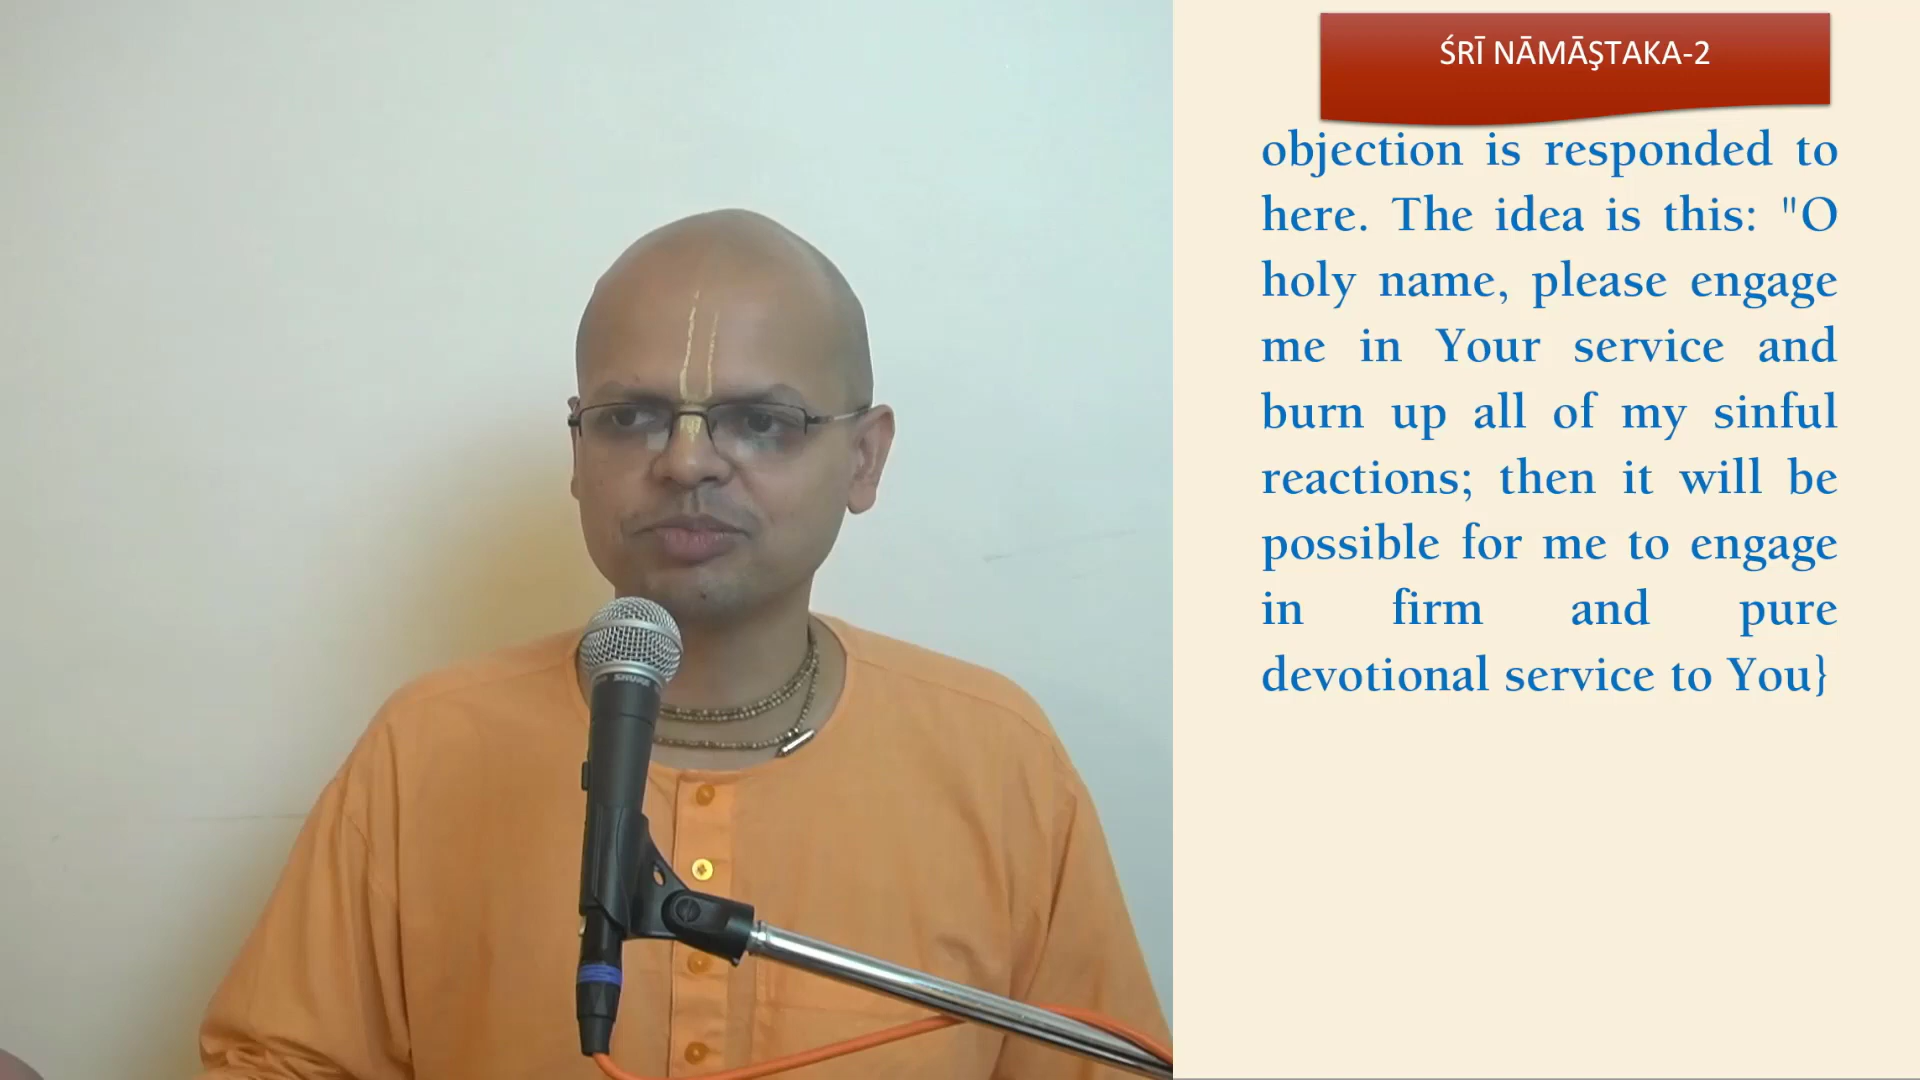 ŚRĪ NĀMĀŞTAKA-2
objection is responded to
here. The idea is this: "O
holy name, please engage
me in Your service and
burn up all of my sinful
reactions; then it will be
possible for me to engage
in firm and pure
devotional service to You}
SHURE